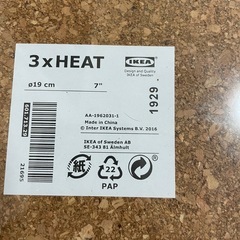 3xHEAT
IKEA
Design and Quality
IKEA of Sweden
ø19 cm
7"
AA-1962031-1
Made in China
© Inter IKEA Systems B.V. 2016
1929
IKEA of Sweden AB
SE-343 81 Älmhult
21695
紙
22
PAP